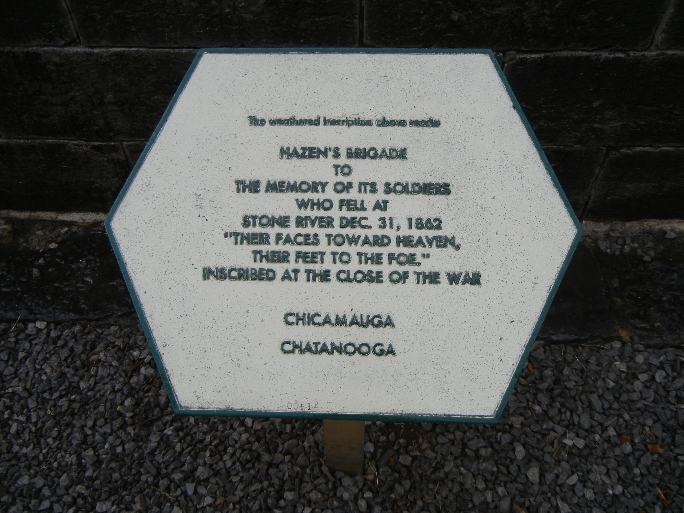 The weathered inscription above reads:
HAZEN'S BRIGADE
TO
THE MEMORY OF ITS SOLDIERS
WHO FELL AT
STONE RIVER DEC. 31, 1862
"THEIR FACES TOWARD HEAVEN,
THEIR FEET TO THE FOE."
INSCRIBED AT THE CLOSE OF THE WAR
CHICAMAUGA
CHATANOOGA